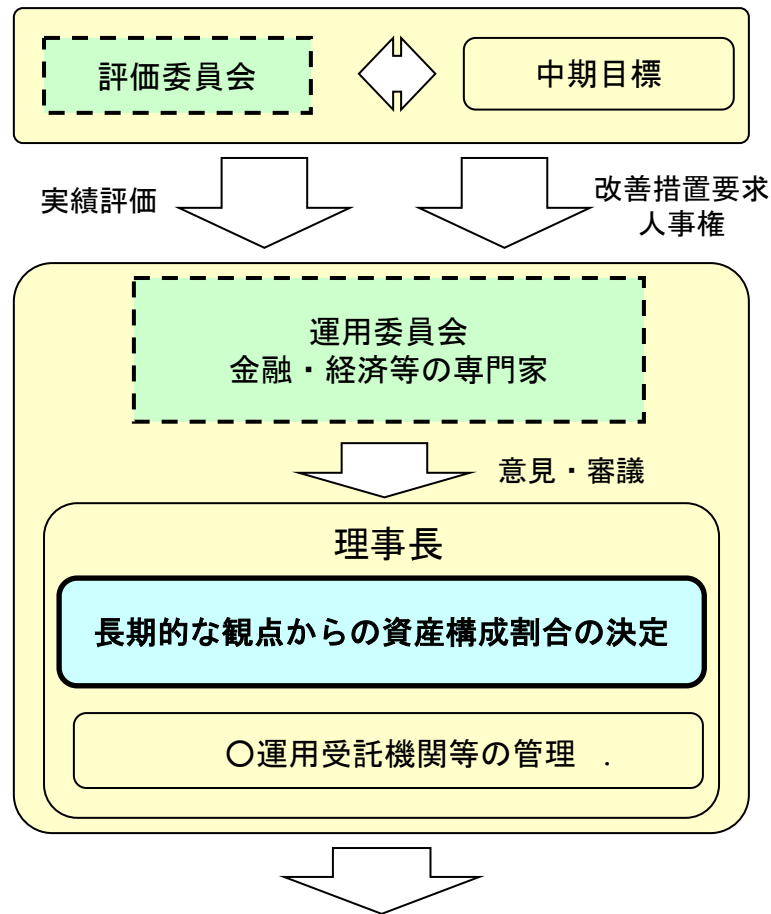 評価委員会
中期目標
実績評価
改善措置要求
人事権
運用委員会
金融・経済等の専門家
意見・審議
理事長
長期的な観点からの資産構成割合の決定
〇運用受託機関等の管理　.